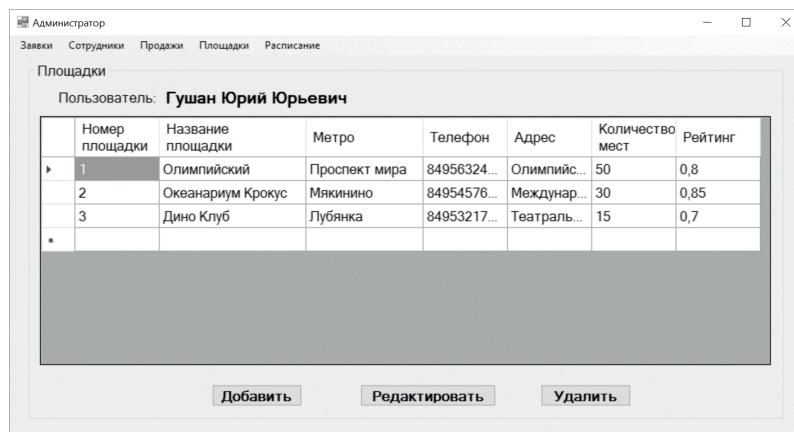 Администратор
Заявки Сотрудники Продажи Площадки Расписание
Площадки
Пользователь: Гушан Юрий Юрьевич
Номер площадки Название площадки Метро Телефон Адрес Количество мест Рейтинг
1 Олимпийский Проспект мира 84956324... Олимпийс... 50 0,8
2 Океанариум Крокус Мякинино 84954576... Междунар... 30 0,85
3 Дино Клуб Лубянка 84953217... Театраль... 15 0,7
Добавить Редактировать Удалить